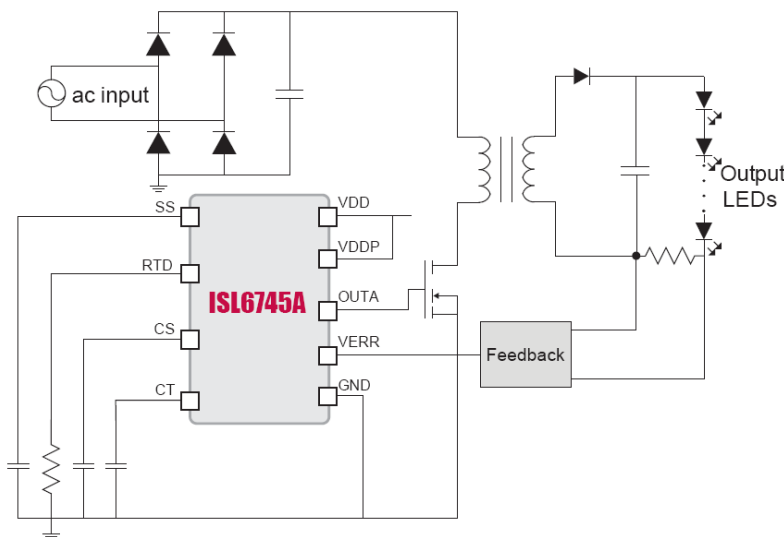 ac input
Output
LEDs
SS
VDD
VDDP
RTD
ISL6745A
OUTA
CS
VERR
Feedback
CT
GND